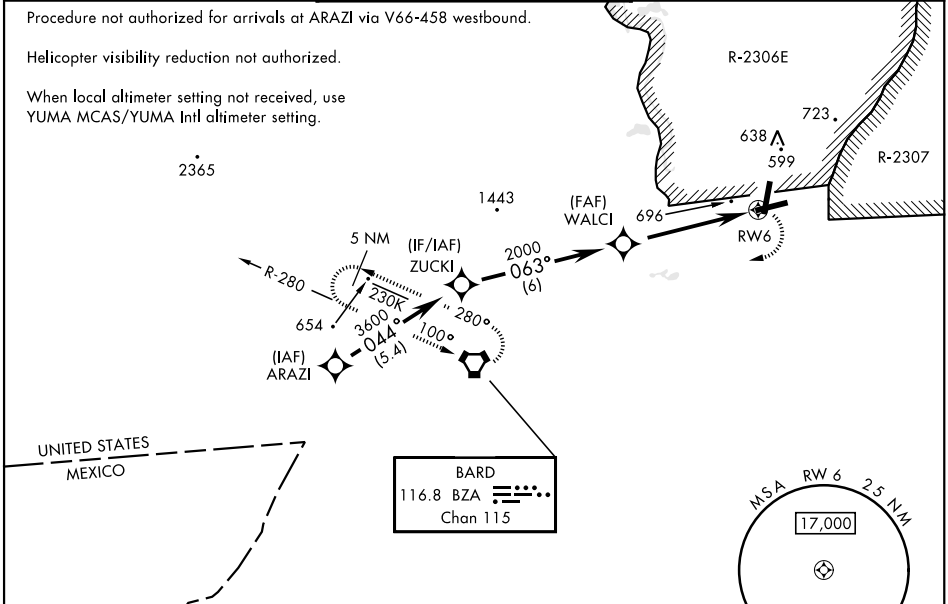 Procedure not authorized for arrivals at ARAZI via V66-458 westbound.
Helicopter visibility reduction not authorized.
When local altimeter setting not received, use
YUMA MCAS/YUMA Intl altimeter setting.
R-2306E
723
638
599
R-2307
2365
1443
(FAF)
WALCI
696
RW6
5 NM
(IF/IAF)
ZUCKI
2000
063°
(6)
R-280
230K
280°
654
3600
044°
(5.4)
100°
(IAF)
ARAZI
UNITED STATES
MEXICO
BARD
116.8 BZA
Chan 115
MSA RW 6 25 NM
17,000